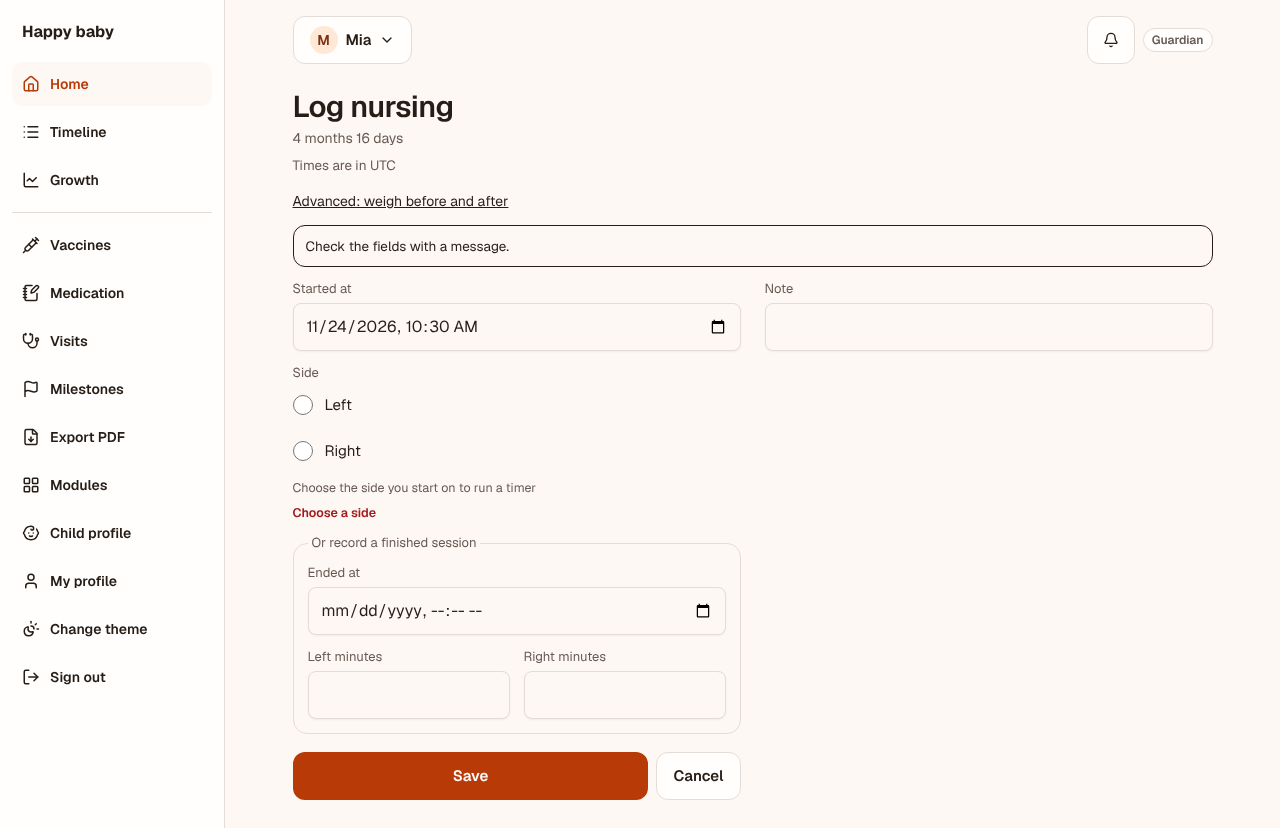 Happy baby
Home
Timeline
Growth
Vaccines
Medication
Visits
Milestones
Export PDF
Modules
Child profile
My profile
Change theme
Sign out
M Mia
Guardian
Log nursing
4 months 16 days
Times are in UTC
Advanced: weigh before and after
Check the fields with a message.
Started at
11/24/2026, 10:30 AM
Note
Side
Left
Right
Choose the side you start on to run a timer
Choose a side
Or record a finished session
Ended at
mm/dd/yyyy, --:-- --
Left minutes
Right minutes
Save
Cancel